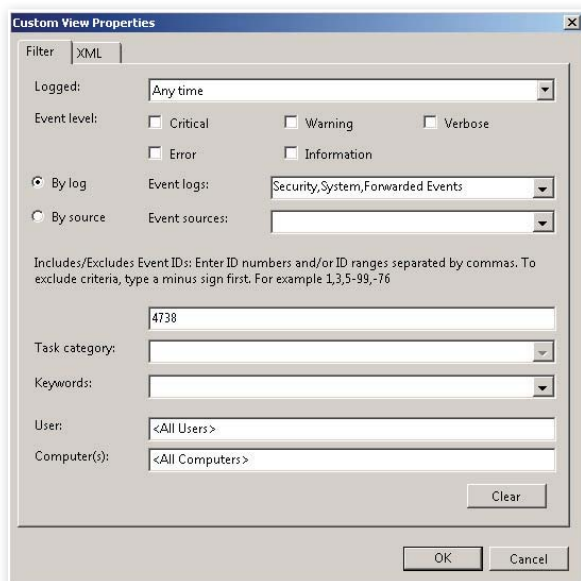 Custom View Properties
Filter XML
Logged: Any time
Event level: Critical Warning Verbose
Error Information
By log Event logs: Security,System,Forwarded Events
By source Event sources:
Includes/Excludes Event IDs: Enter ID numbers and/or ID ranges separated by commas. To
exclude criteria, type a minus sign first. For example 1,3,5-99,-76
4738
Task category:
Keywords:
User: <All Users>
Computer(s): <All Computers>
Clear
OK Cancel